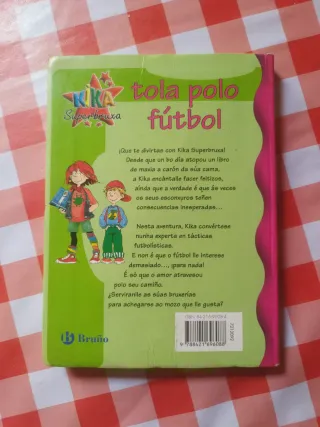 KIKA
Superbruxa
tola polo
fútbol
¡Que te divirtas con Kika Superbruxa!
Desde que un bo día atopou un libro
de maxia a carón da súa cama,
a Kika encántalle facer feitizos,
aínda que a verdade é que ás veces
os seus esconxuros teñen
consecuencias inesperadas...
Nesta aventura, Kika convértese
nunha experta en tácticas
futbolísticas.
E non é que o fútbol lle interese
demasiado..., ¡para nada!
É só que o amor atravesou
polo seu camiño.
¿Serviranlle as súas bruxerías
para achegarse ao mozo que lle gusta?
Bruño
9 788421 696200